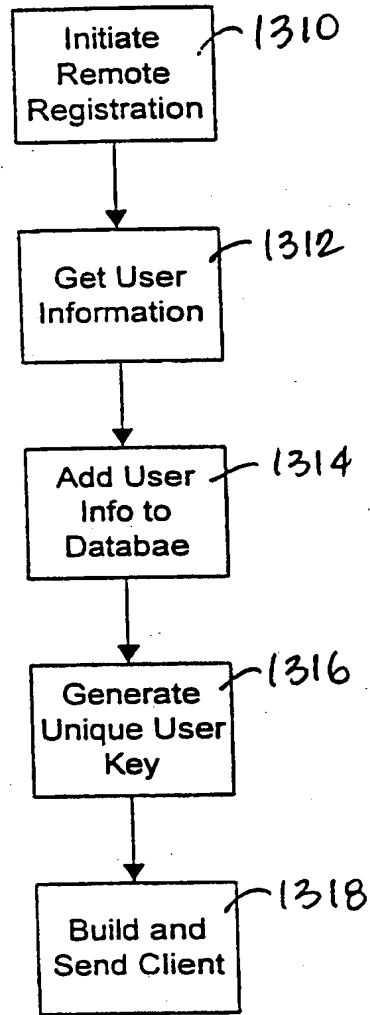 Initiate
Remote
Registration
1310
Get User
Information
1312
Add User
Info to
Databae
1314
Generate
Unique User
Key
1316
Build and
Send Client
1318